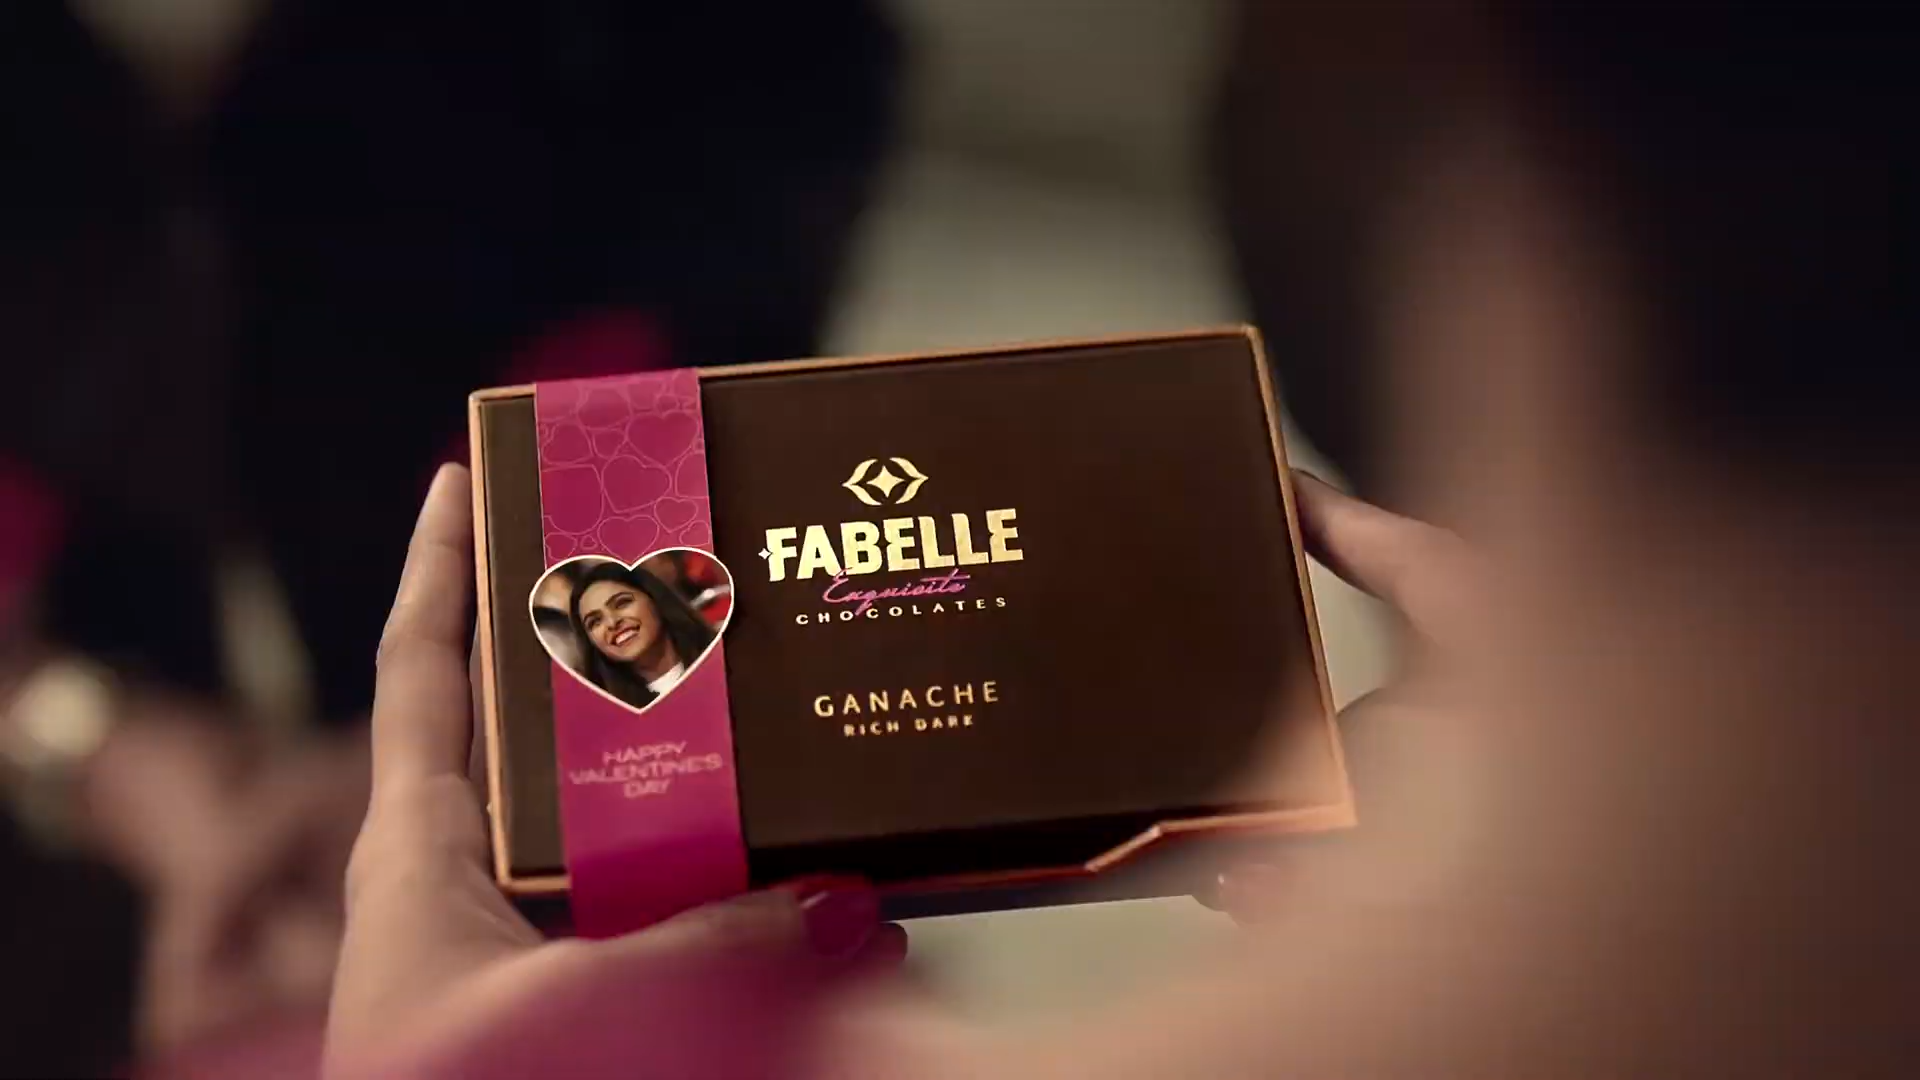 FABELLE
Exquisite
CHOCOLATES
GANACHE
RICH DARK
HAPPY
VALENTINE'S
DAY